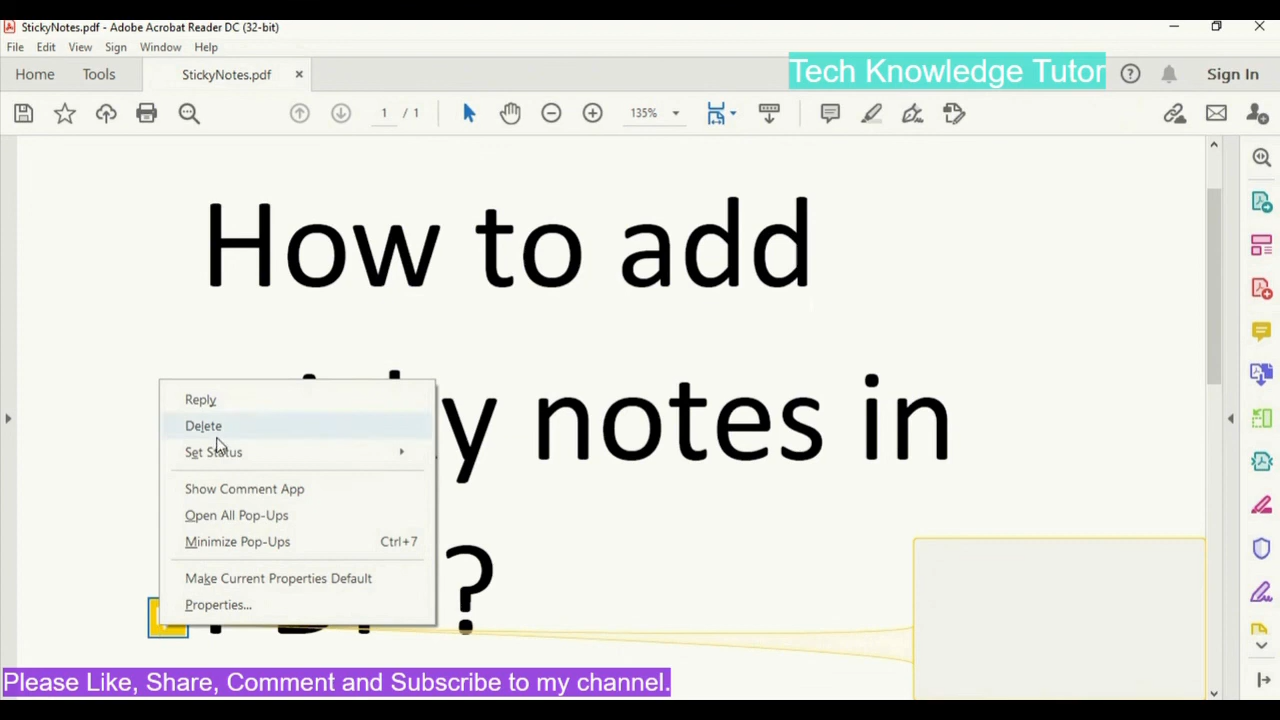 StickyNotes.pdf - Adobe Acrobat Reader DC (32-bit)
File Edit View Sign Window Help
Home Tools StickyNotes.pdf × Tech Knowledge Tutor Sign In
1 / 1 135%
How to add
y notes in
?
Reply
Delete
Set Status
Show Comment App
Open All Pop-Ups
Minimize Pop-Ups Ctrl+7
Make Current Properties Default
Properties...
Please Like, Share, Comment and Subscribe to my channel.